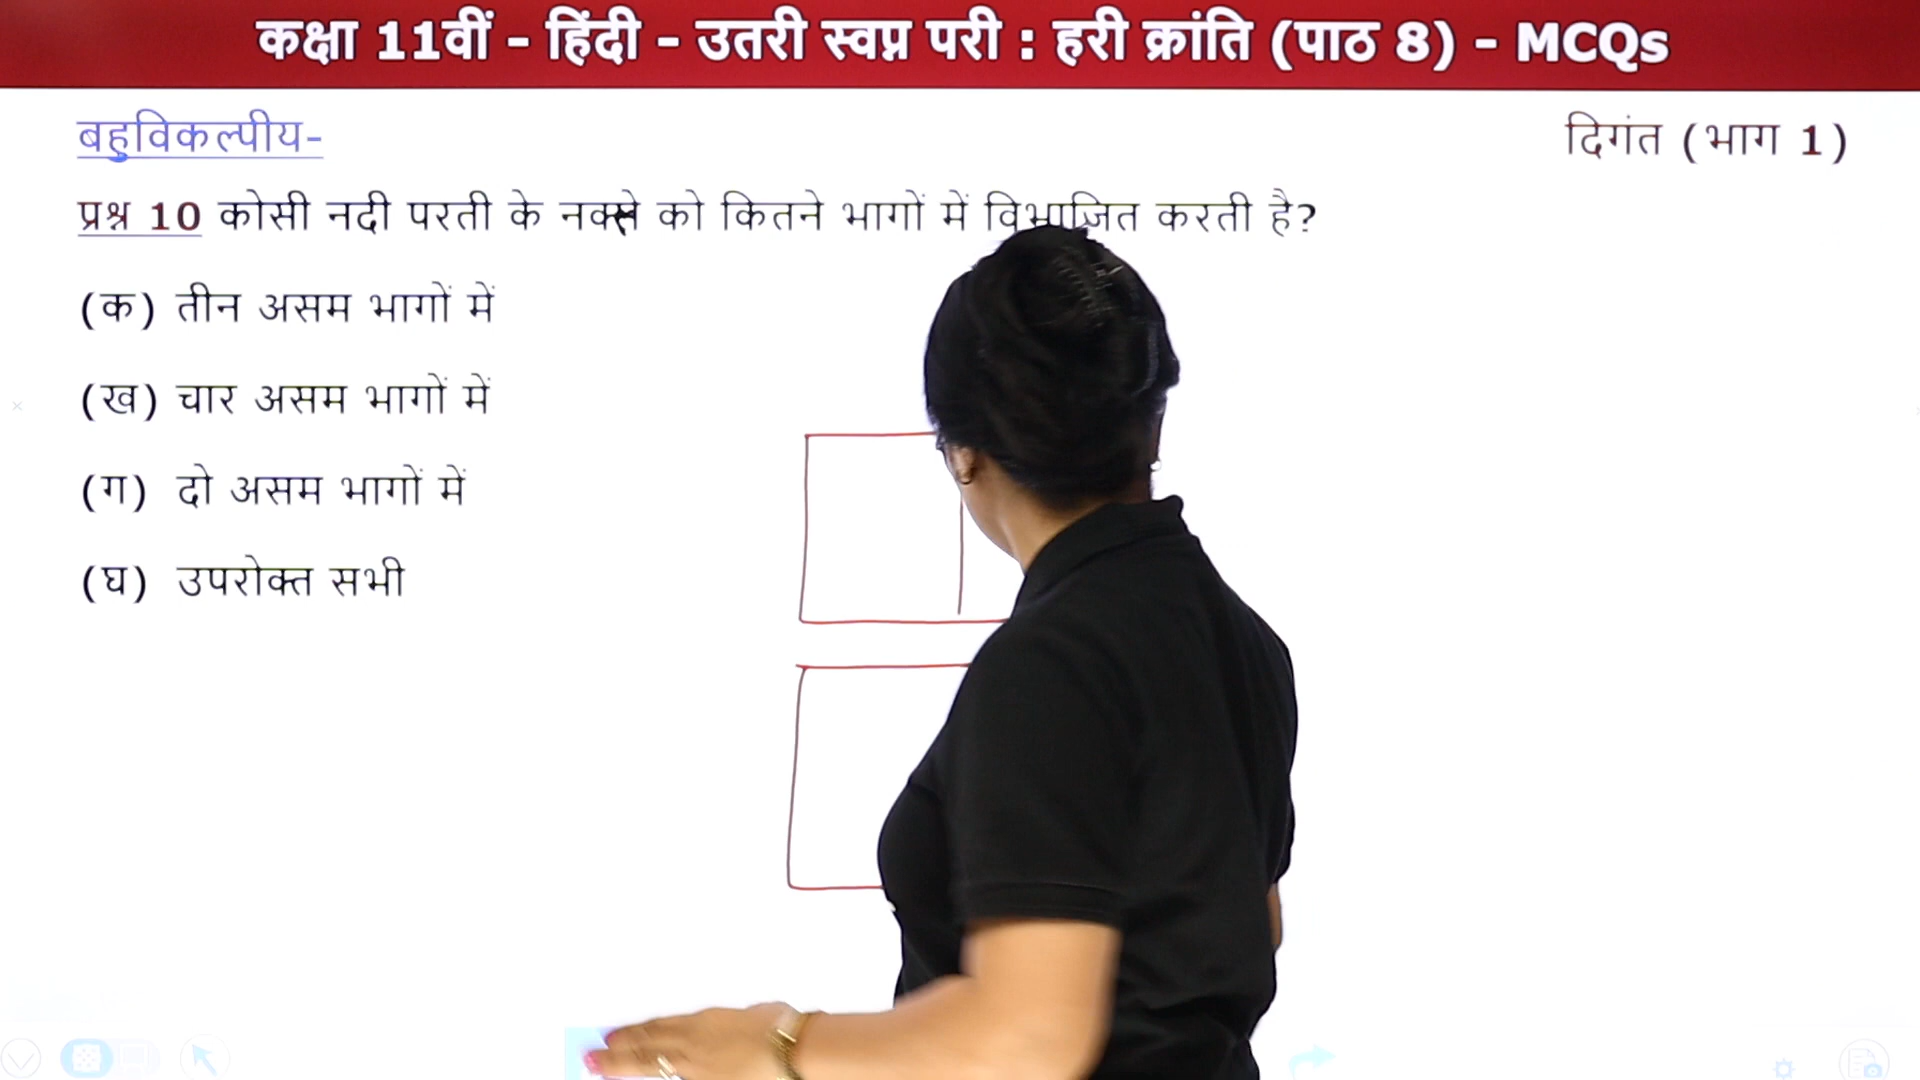 कक्षा 11वीं - हिंदी - उतरी स्वप्न परी : हरी क्रांति (पाठ 8) - MCQs
बहुविकल्पीय-
दिगंत (भाग 1)
प्रश्न 10 कोसी नदी परती के नक्से को कितने भागों में विभाजित करती है?
(क) तीन असम भागों में
(ख) चार असम भागों में
(ग) दो असम भागों में
(घ) उपरोक्त सभी